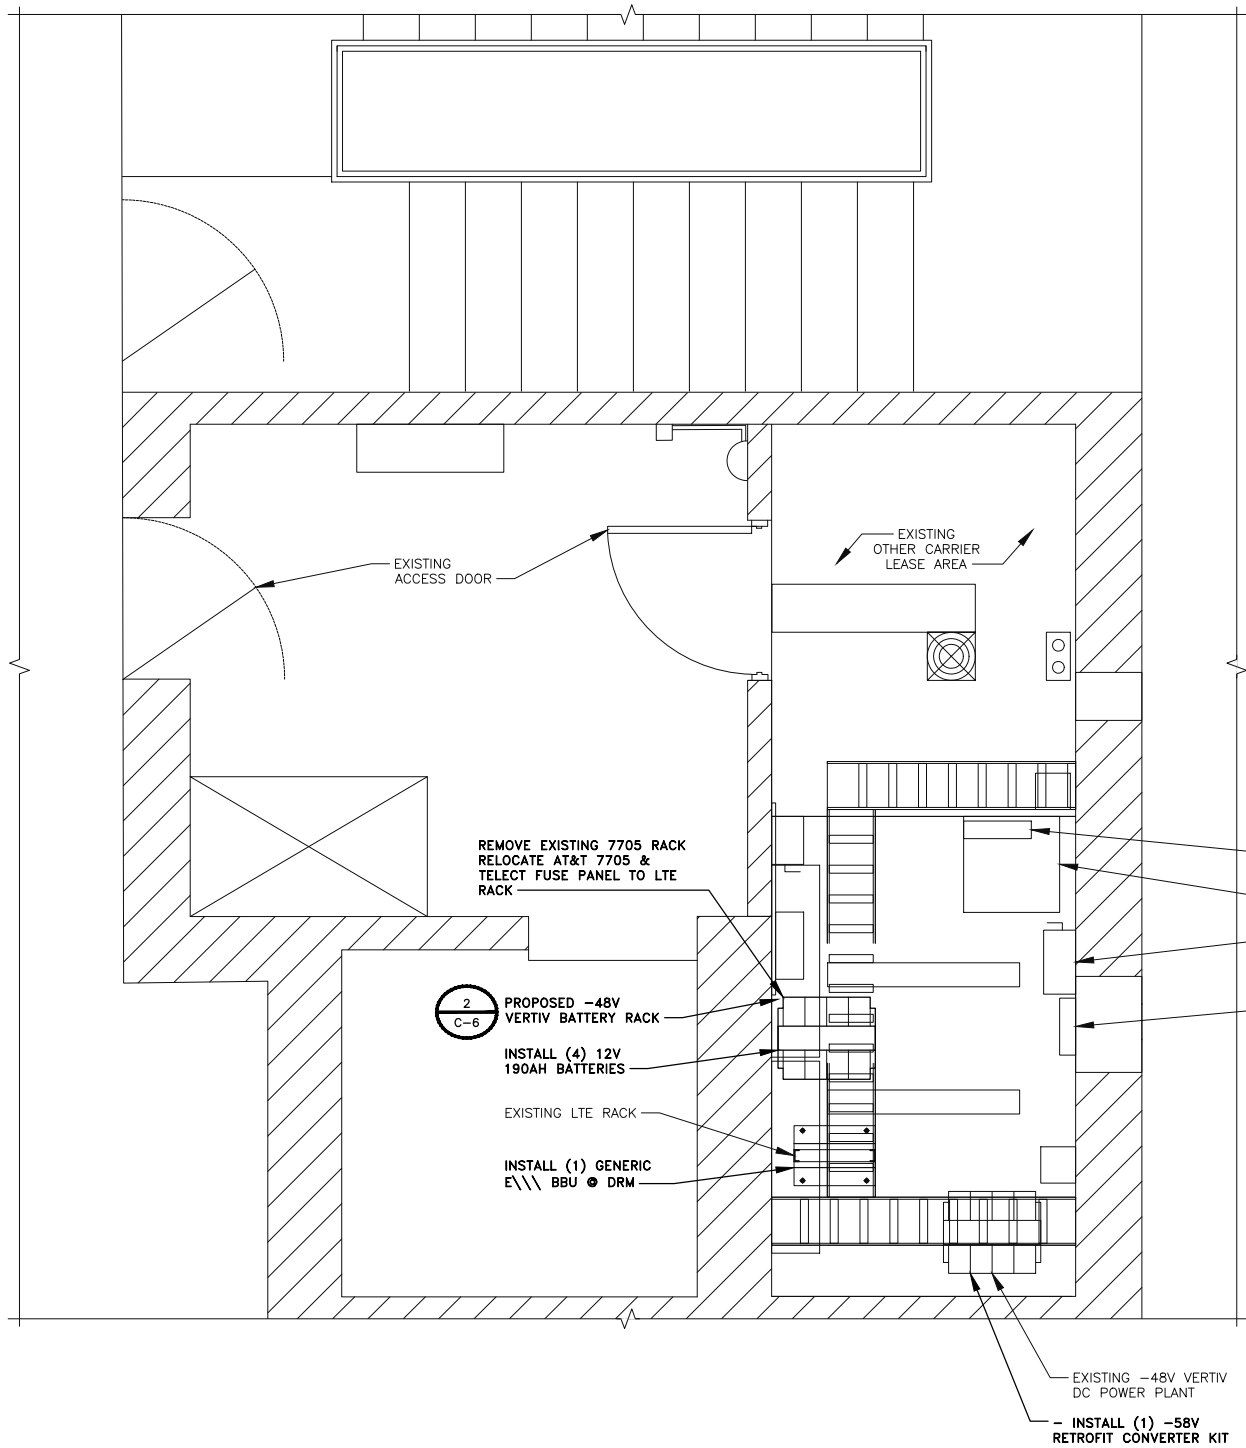 EXISTING
ACCESS DOOR
EXISTING
OTHER CARRIER
LEASE AREA
REMOVE EXISTING 7705 RACK
RELOCATE AT&T 7705 &
TELECT FUSE PANEL TO LTE
RACK
2
C-6
PROPOSED -48V
VERTIV BATTERY RACK
INSTALL (4) 12V
190AH BATTERIES
EXISTING LTE RACK
INSTALL (1) GENERIC
E\\\ BBU @ DRM
EXISTING -48V VERTIV
DC POWER PLANT
- INSTALL (1) -58V
RETROFIT CONVERTER KIT